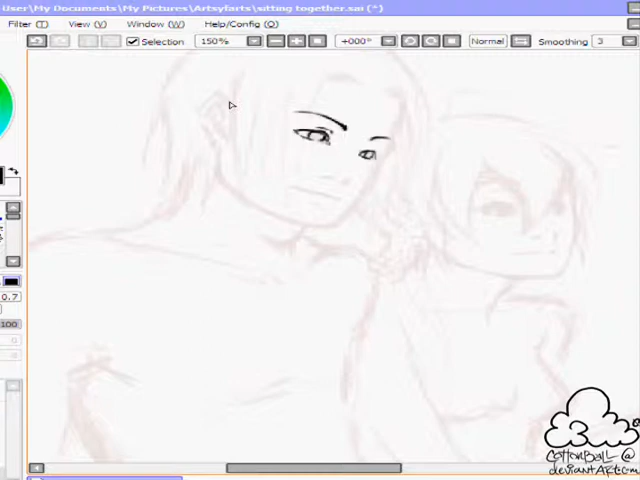 User\My Documents\My Pictures\Artsyfarts\sitting together.sai (*)
Filter (T) View (V) Window (W) Help/Config (Q)
Selection 150% +000° Normal Smoothing 3
0.7
100
CottonBall @
deviantART.com